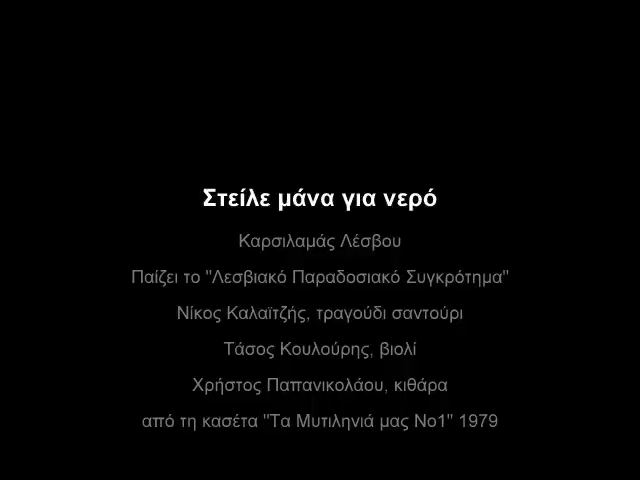 Στείλε μάνα για νερό
Καρσιλαμάς Λέσβου
Παίζει το "Λεσβιακό Παραδοσιακό Συγκρότημα"
Νίκος Καλαϊτζής, τραγούδι σαντούρι
Τάσος Κουλούρης, βιολί
Χρήστος Παπανικολάου, κιθάρα
από τη κασέτα "Τα Μυτιληνιά μας Νο1" 1979